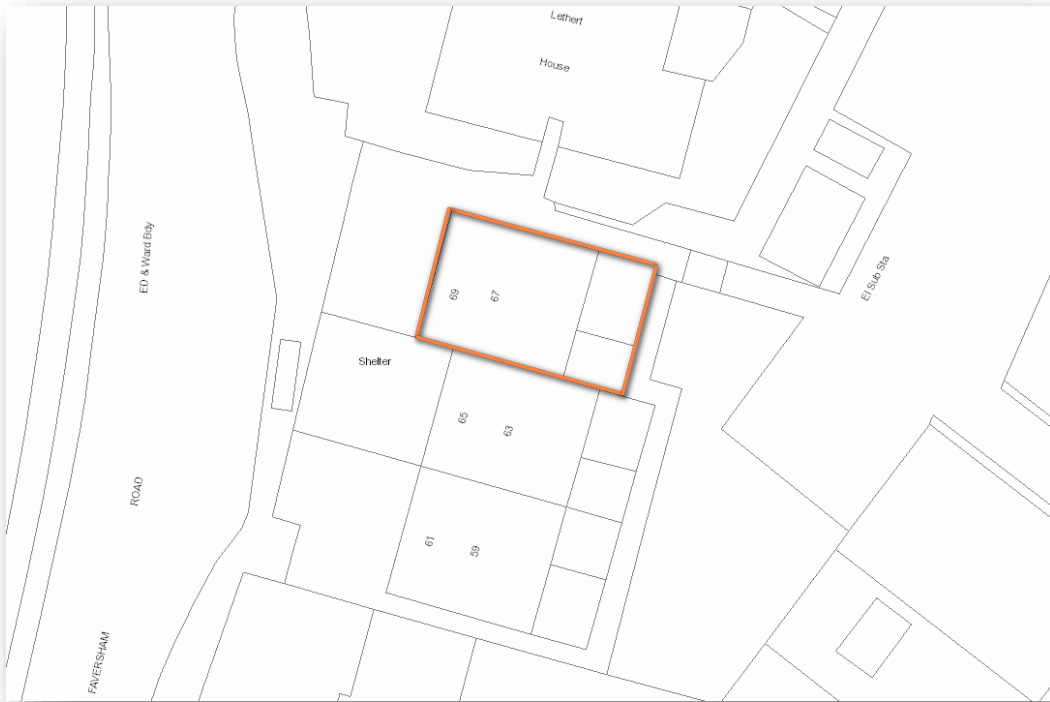 Lethert
House
ED & Ward Bdy
69
67
El Sub Sta
Shelter
65
63
ROAD
61
59
FAVERSHAM